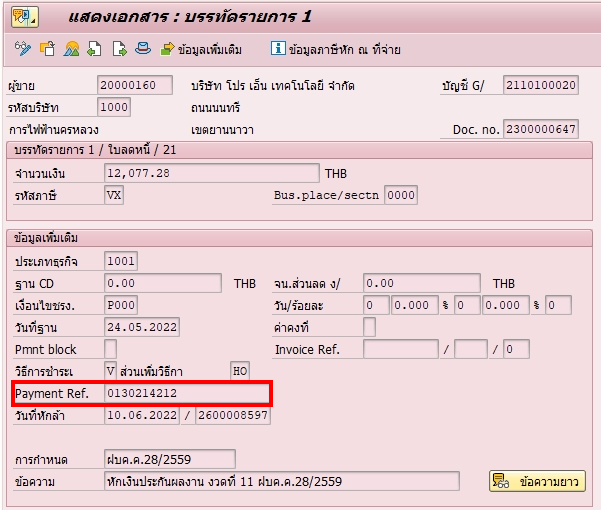 แสดงเอกสาร : บรรทัดรายการ 1
ข้อมูลเพิ่มเติม ข้อมูลภาษีหัก ณ ที่จ่าย
ผู้ขาย 20000160 บริษัท โปร เอ็น เทคโนโลยี จำกัด บัญชี G/ 2110100020
รหัสบริษัท 1000 ถนนนนทรี
การไฟฟ้านครหลวง เขตยานนาวา Doc. no. 2300000647
บรรทัดรายการ 1 / ใบลดหนี้ / 21
จำนวนเงิน 12,077.28 THB
รหัสภาษี VX Bus.place/sectn 0000
ข้อมูลเพิ่มเติม
ประเภทธุรกิจ 1001
ฐาน CD 0.00 THB จน.ส่วนลด ง/ 0.00 THB
เงื่อนไขชรง. P000 วัน/ร้อยละ 0 0.000 % 0 0.000 % 0
วันที่ฐาน 24.05.2022 ค่าคงที่
Pmnt block Invoice Ref. / / 0
วิธีการชำระเ V ส่วนเพิ่มวิธีกา HO
Payment Ref. 0130214212
วันที่หักล้า 10.06.2022 / 2600008597
การกำหนด ฝบค.ค.28/2559
ข้อความ หักเงินประกันผลงาน งวดที่ 11 ฝบค.ค.28/2559 ข้อความยาว